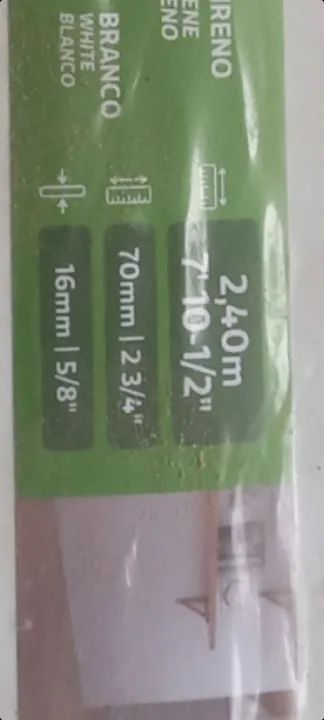 IRENO
ENE
ENO
BRANCO
WHITE
BLANCO
2,40m
7' 10-1/2"
70mm | 2 3/4"
16mm | 5/8"